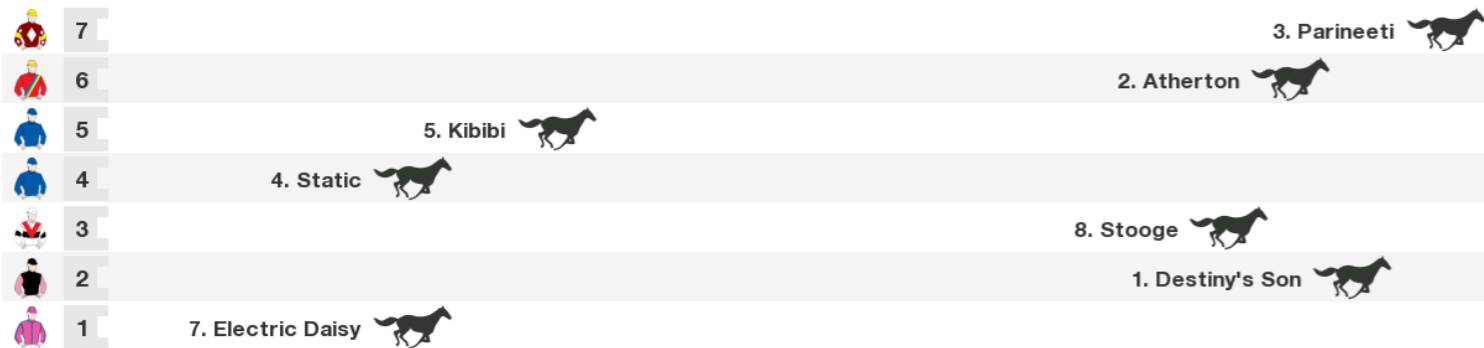 7 3. Parineeti
6 2. Atherton
5 5. Kibibi
4 4. Static
3 8. Stooge
2 1. Destiny's Son
1 7. Electric Daisy